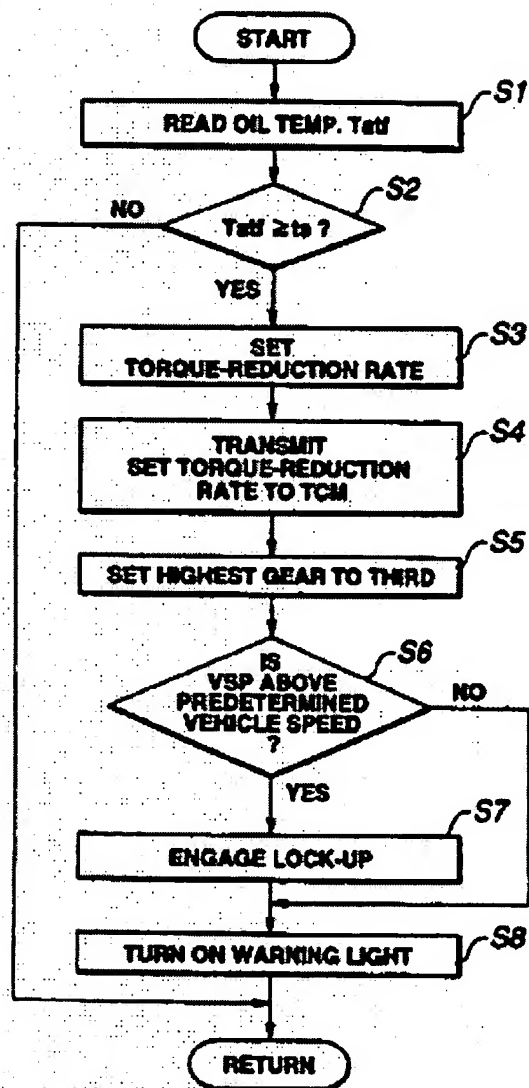 START
S1
READ OIL TEMP. Tatf
S2
NO
Tatf ≥ ts ?
YES
S3
SET
TORQUE-REDUCTION RATE
S4
TRANSMIT
SET TORQUE-REDUCTION
RATE TO TCM
S5
SET HIGHEST GEAR TO THIRD
S6
IS
VSP ABOVE
PREDETERMINED
VEHICLE SPEED
?
NO
YES
S7
ENGAGE LOCK-UP
S8
TURN ON WARNING LIGHT
RETURN